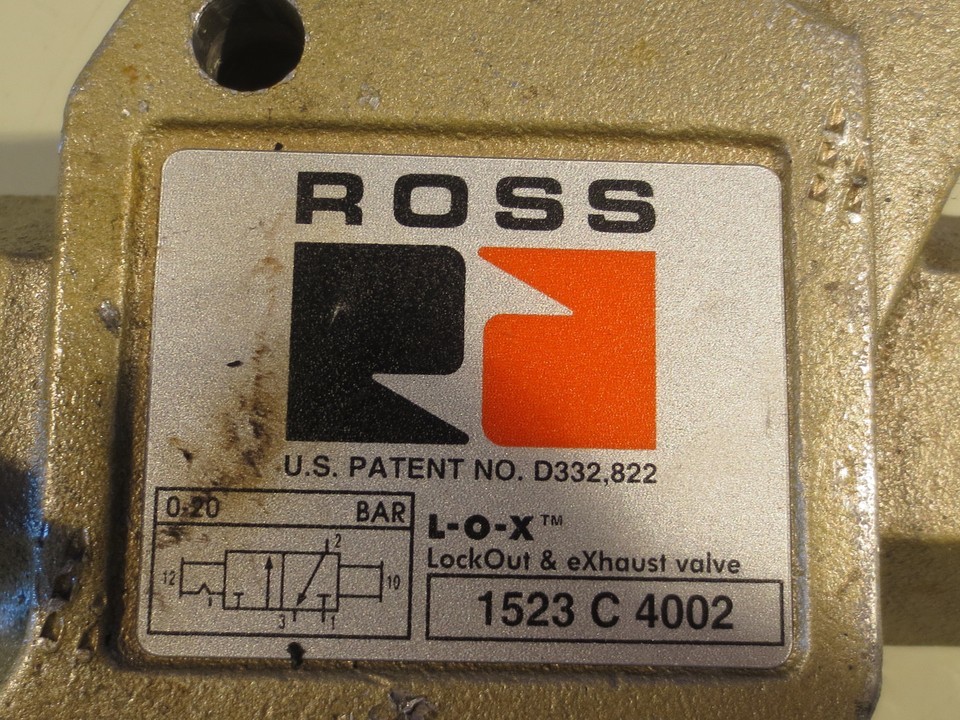 ROSS
U.S. PATENT NO. D332,822
0-20 BAR
L-O-X™
LockOut & eXhaust valve
1523 C 4002
2
12
10
3
1